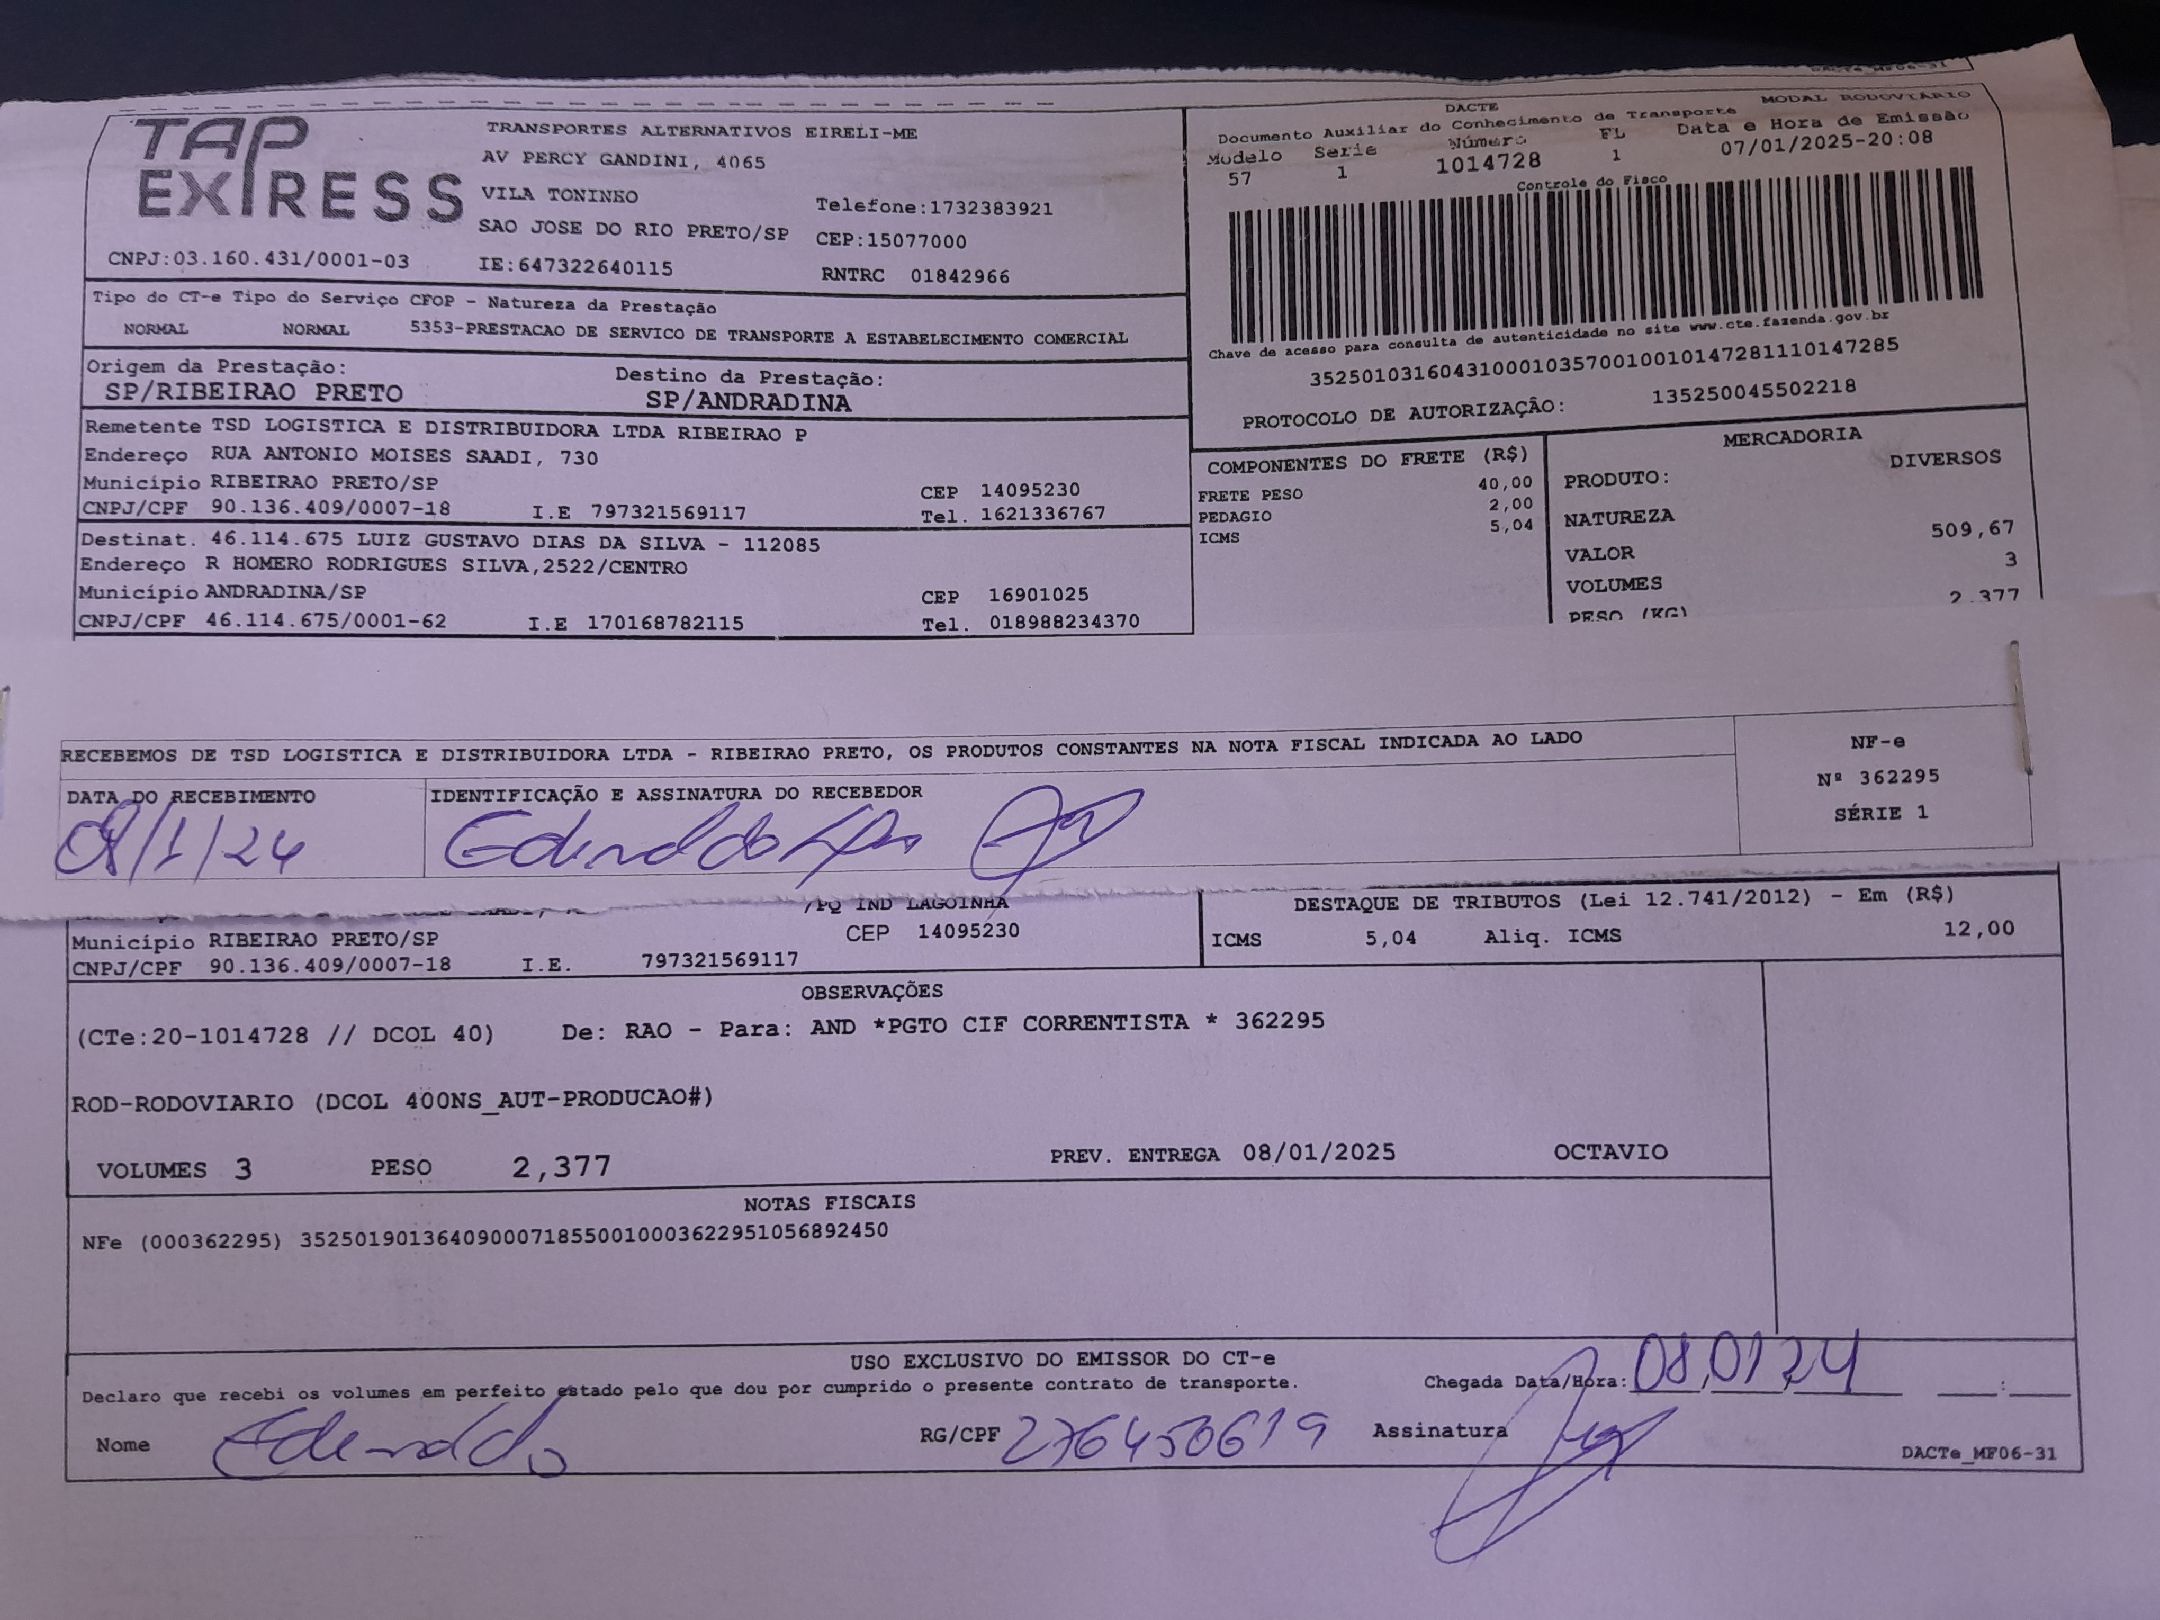 DACTe_MF06-31
TAP EXPRESS
TRANSPORTES ALTERNATIVOS EIRELI-ME
AV PERCY GANDINI, 4065
VILA TONINHO
Telefone:1732383921
SAO JOSE DO RIO PRETO/SP CEP:15077000
CNPJ:03.160.431/0001-03 IE:647322640115 RNTRC 01842966
DACTE MODAL RODOVIÁRIO
Documento Auxiliar do Conhecimento de Transporte
Modelo Serie Número FL Data e Hora de Emissão
57 1 1014728 1 07/01/2025-20:08
Controle do Fisco
Chave de acesso para consulta de autenticidade no site www.cte.fazenda.gov.br
35250103160431000103570010010147281110147285
PROTOCOLO DE AUTORIZAÇÃO: 135250045502218
Tipo do CT-e Tipo do Serviço CFOP - Natureza da Prestação
NORMAL NORMAL 5353-PRESTACAO DE SERVICO DE TRANSPORTE A ESTABELECIMENTO COMERCIAL
Origem da Prestação: Destino da Prestação:
SP/RIBEIRAO PRETO SP/ANDRADINA
Remetente TSD LOGISTICA E DISTRIBUIDORA LTDA RIBEIRAO P
Endereço RUA ANTONIO MOISES SAADI, 730
Município RIBEIRAO PRETO/SP CEP 14095230
CNPJ/CPF 90.136.409/0007-18 I.E 797321569117 Tel. 1621336767
Destinat. 46.114.675 LUIZ GUSTAVO DIAS DA SILVA - 112085
Endereço R HOMERO RODRIGUES SILVA,2522/CENTRO
Município ANDRADINA/SP CEP 16901025
CNPJ/CPF 46.114.675/0001-62 I.E 170168782115 Tel. 018988234370
COMPONENTES DO FRETE (R$)
FRETE PESO 40,00
PEDAGIO 2,00
ICMS 5,04
MERCADORIA
PRODUTO: DIVERSOS
NATUREZA
VALOR 509,67
VOLUMES 3
PESO (KG) 2.377
RECEBEMOS DE TSD LOGISTICA E DISTRIBUIDORA LTDA - RIBEIRAO PRETO, OS PRODUTOS CONSTANTES NA NOTA FISCAL INDICADA AO LADO
NF-e
Nº 362295
SÉRIE 1
DATA DO RECEBIMENTO IDENTIFICAÇÃO E ASSINATURA DO RECEBEDOR
08/1/24
/PQ IND LAGOINHA
Município RIBEIRAO PRETO/SP CEP 14095230
CNPJ/CPF 90.136.409/0007-18 I.E. 797321569117
DESTAQUE DE TRIBUTOS (Lei 12.741/2012) - Em (R$)
ICMS 5,04 Aliq. ICMS 12,00
OBSERVAÇÕES
(CTe:20-1014728 // DCOL 40) De: RAO - Para: AND *PGTO CIF CORRENTISTA * 362295
ROD-RODOVIARIO (DCOL 400NS_AUT-PRODUCAO#)
VOLUMES 3 PESO 2,377 PREV. ENTREGA 08/01/2025 OCTAVIO
NOTAS FISCAIS
NFe (000362295) 35250190136409000718550010003622951056892450
USO EXCLUSIVO DO EMISSOR DO CT-e
Declaro que recebi os volumes em perfeito estado pelo que dou por cumprido o presente contrato de transporte. Chegada Data/Hora: 08/01/24 :
Nome RG/CPF 276450619 Assinatura
DACTe_MF06-31